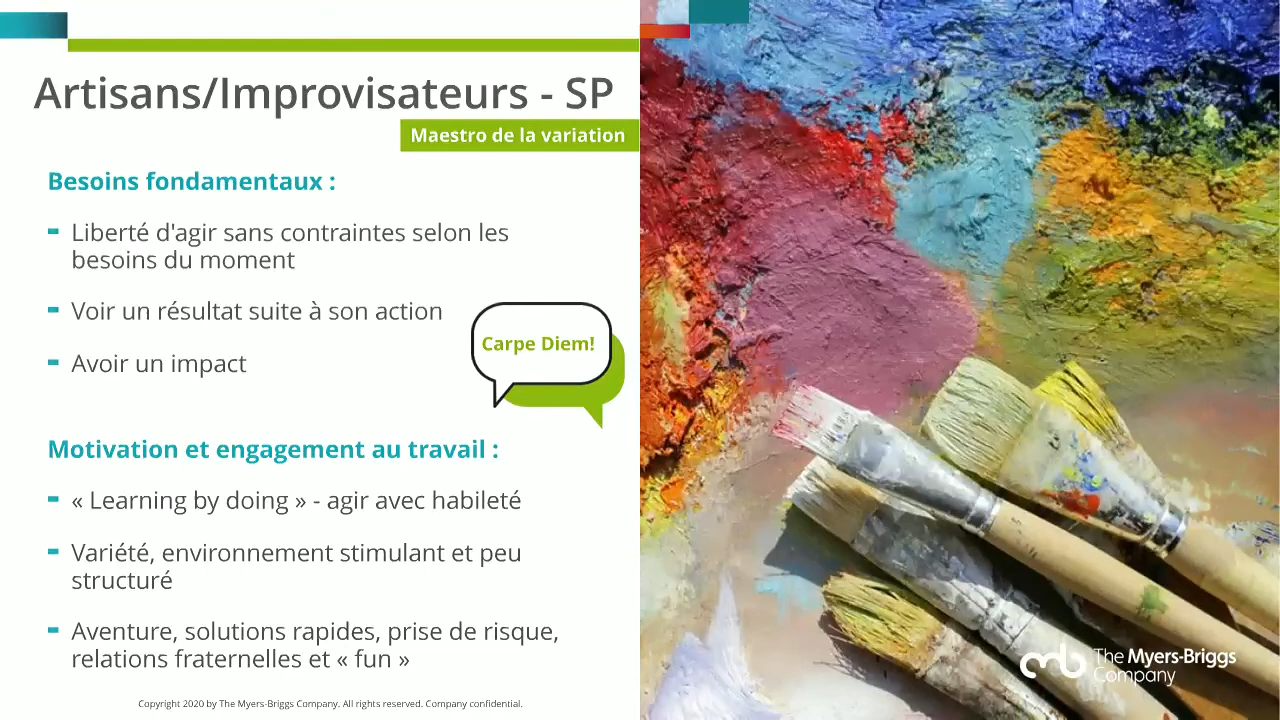 Artisans/Improvisateurs - SP
Maestro de la variation
Besoins fondamentaux :
Liberté d'agir sans contraintes selon les
besoins du moment
Voir un résultat suite à son action
Avoir un impact
Carpe Diem!
Motivation et engagement au travail :
« Learning by doing » - agir avec habileté
Variété, environnement stimulant et peu
structuré
Aventure, solutions rapides, prise de risque,
relations fraternelles et « fun »
Copyright 2020 by The Myers-Briggs Company. All rights reserved. Company confidential.
The Myers-Briggs
Company